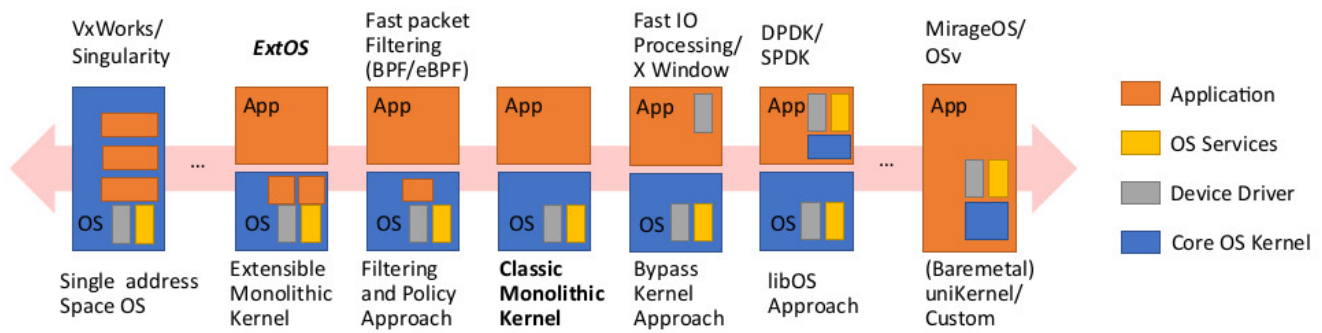 VxWorks/
Singularity
ExtOS
Fast packet
Filtering
(BPF/eBPF)
Fast IO
Processing/
X Window
DPDK/
SPDK
MirageOS/
OSv
OS
App
OS
App
OS
App
OS
App
OS
App
OS
App
...
...
Single address
Space OS
Extensible
Monolithic
Kernel
Filtering
and Policy
Approach
Classic
Monolithic
Kernel
Bypass
Kernel
Approach
libOS
Approach
(Baremetal)
uniKernel/
Custom
Application
OS Services
Device Driver
Core OS Kernel